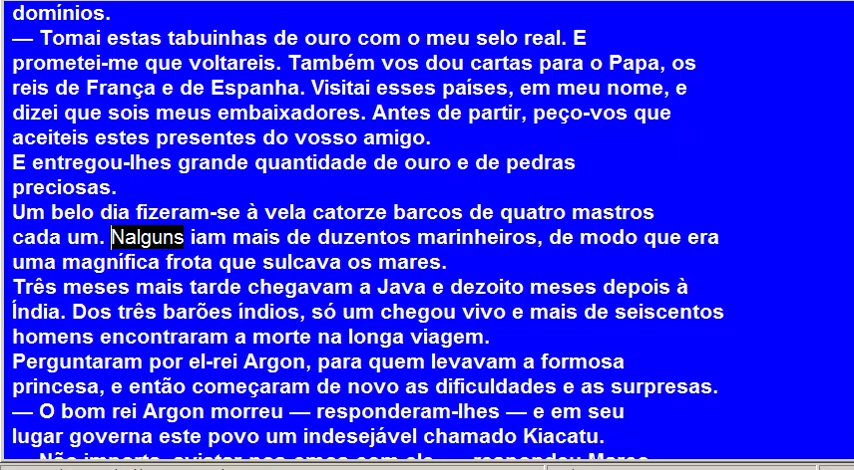 domínios.
— Tomai estas tabuinhas de ouro com o meu selo real. E
prometei-me que voltareis. Também vos dou cartas para o Papa, os
reis de França e de Espanha. Visitai esses países, em meu nome, e
dizei que sois meus embaixadores. Antes de partir, peço-vos que
aceiteis estes presentes do vosso amigo.
E entregou-lhes grande quantidade de ouro e de pedras
preciosas.
Um belo dia fizeram-se à vela catorze barcos de quatro mastros
cada um. Nalguns iam mais de duzentos marinheiros, de modo que era
uma magnífica frota que sulcava os mares.
Três meses mais tarde chegavam a Java e dezoito meses depois à
Índia. Dos três barões índios, só um chegou vivo e mais de seiscentos
homens encontraram a morte na longa viagem.
Perguntaram por el-rei Argon, para quem levavam a formosa
princesa, e então começaram de novo as dificuldades e as surpresas.
— O bom rei Argon morreu — responderam-lhes — e em seu
lugar governa este povo um indesejável chamado Kiacatu.